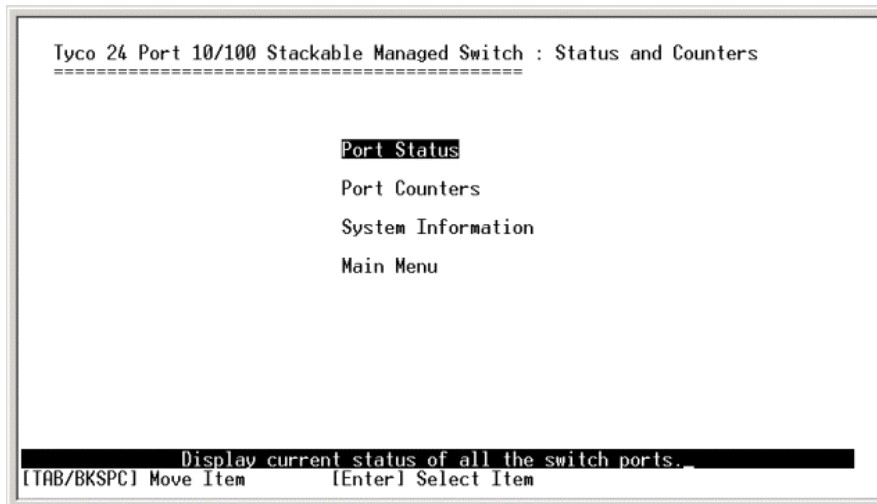 Tyco 24 Port 10/100 Stackable Managed Switch : Status and Counters
============================================
Port Status
Port Counters
System Information
Main Menu
Display current status of all the switch ports._
[TAB/BKSPC] Move Item [Enter] Select Item